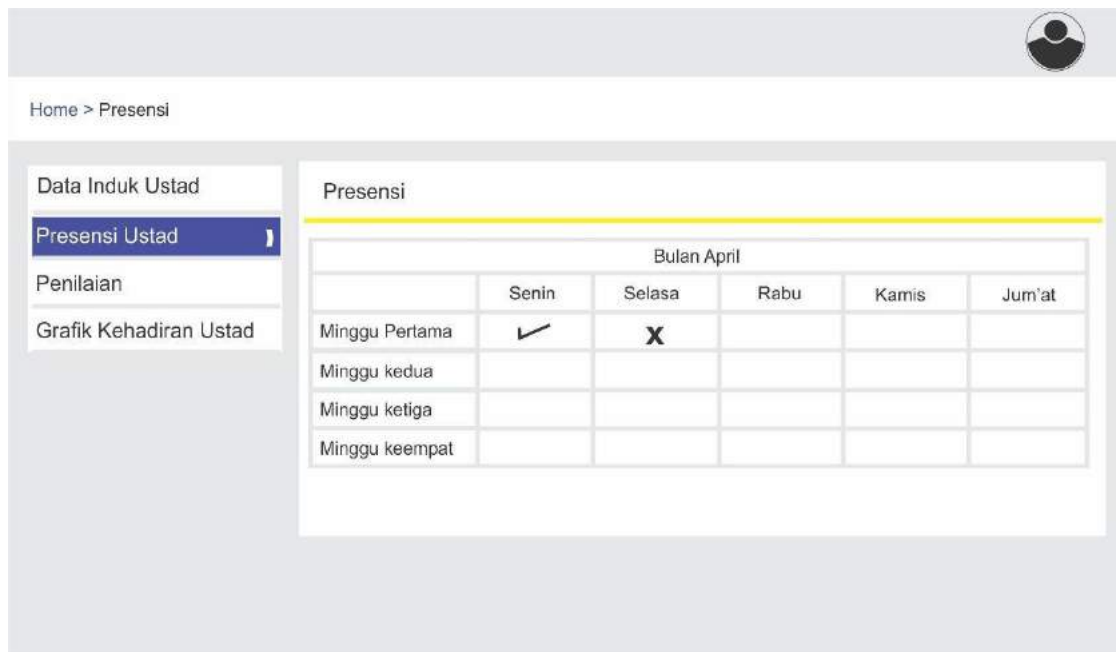 Home > Presensi
Data Induk Ustad
Presensi Ustad
Penilaian
Grafik Kehadiran Ustad
Presensi
Bulan April
Senin Selasa Rabu Kamis Jum'at
Minggu Pertama ✓ X
Minggu kedua
Minggu ketiga
Minggu keempat